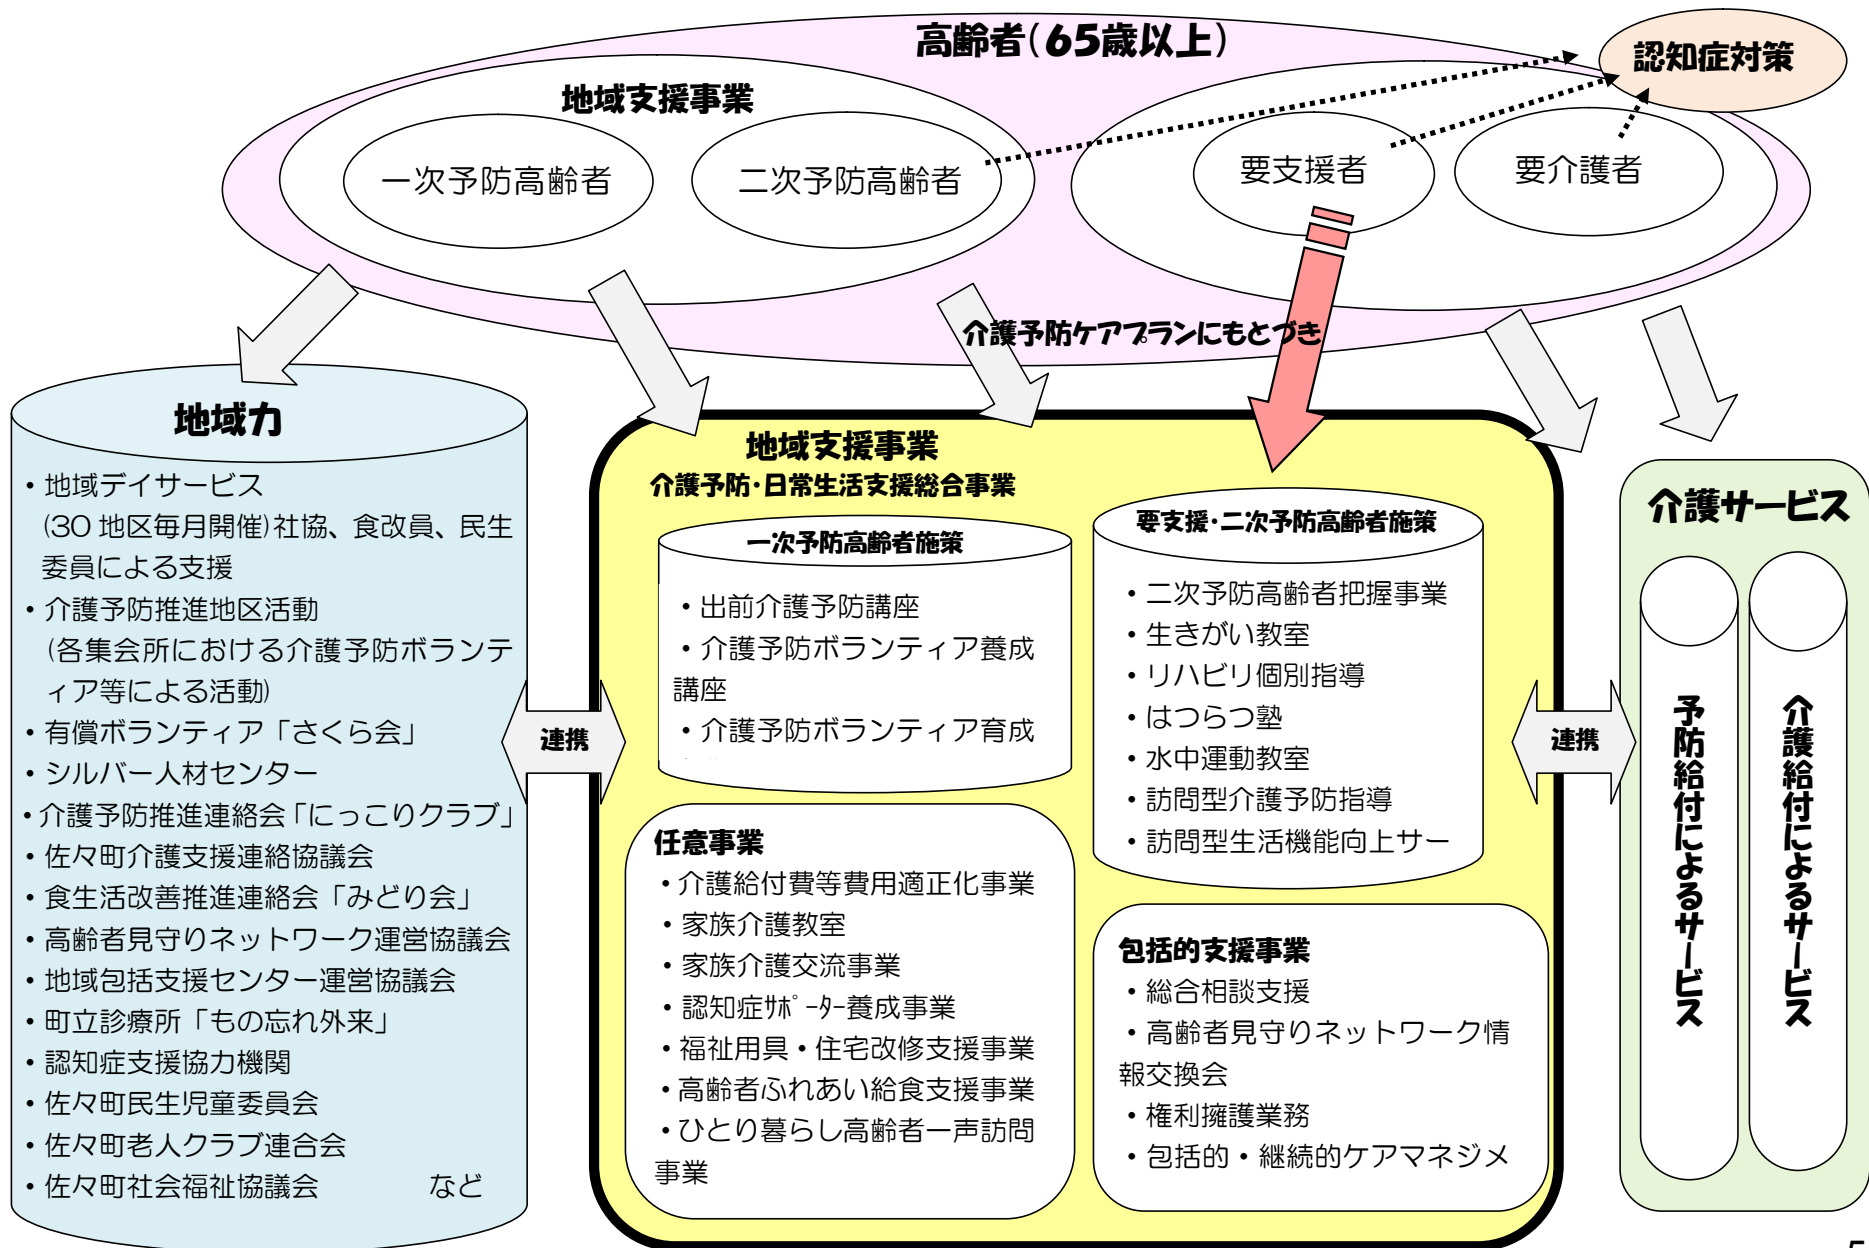 高齢者(65歳以上)
認知症対策
地域支援事業
一次予防高齢者
二次予防高齢者
要支援者
要介護者
介護予防ケアプランにもとづき
地域力
・地域デイサービス
(30 地区毎月開催)社協、食改員、民生
委員による支援
・介護予防推進地区活動
(各集会所における介護予防ボランテ
ィア等による活動)
・有償ボランティア「さくら会」
・シルバー人材センター
・介護予防推進連絡会「にっこりクラブ」
・佐々町介護支援連絡協議会
・食生活改善推進連絡会「みどり会」
・高齢者見守りネットワーク運営協議会
・地域包括支援センター運営協議会
・町立診療所「もの忘れ外来」
・認知症支援協力機関
・佐々町民生児童委員会
・佐々町老人クラブ連合会
・佐々町社会福祉協議会 など
連携
地域支援事業
介護予防・日常生活支援総合事業
一次予防高齢者施策
・出前介護予防講座
・介護予防ボランティア養成
講座
・介護予防ボランティア育成
要支援・二次予防高齢者施策
・二次予防高齢者把握事業
・生きがい教室
・リハビリ個別指導
・はつらつ塾
・水中運動教室
・訪問型介護予防指導
・訪問型生活機能向上サー
任意事業
・介護給付費等費用適正化事業
・家族介護教室
・家族介護交流事業
・認知症ｻﾎﾟｰﾀｰ養成事業
・福祉用具・住宅改修支援事業
・高齢者ふれあい給食支援事業
・ひとり暮らし高齢者一声訪問
事業
包括的支援事業
・総合相談支援
・高齢者見守りネットワーク情
報交換会
・権利擁護業務
・包括的・継続的ケアマネジメ
連携
介護サービス
予防給付によるサービス
介護給付によるサービス
5